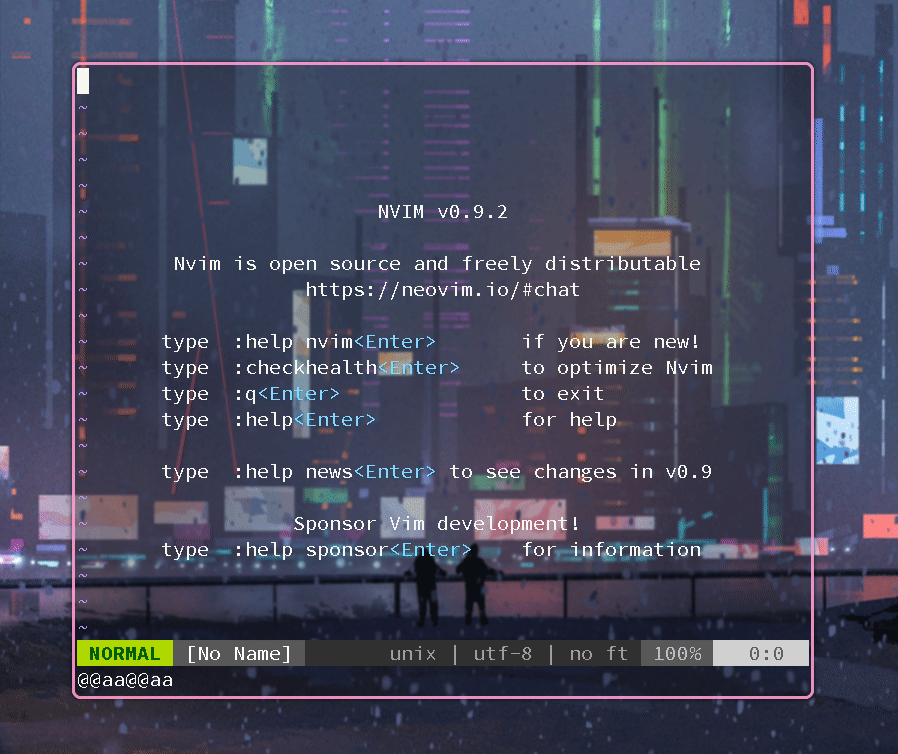 ~
~
~
~
NVIM v0.9.2
~
Nvim is open source and freely distributable
https://neovim.io/#chat
~
type :help nvim<Enter> if you are new!
type :checkhealth<Enter> to optimize Nvim
type :q<Enter> to exit
type :help<Enter> for help
~
type :help news<Enter> to see changes in v0.9
~
Sponsor Vim development!
type :help sponsor<Enter> for information
~
~
~
NORMAL [No Name] unix | utf-8 | no ft 100% 0:0
@@aa@@aa